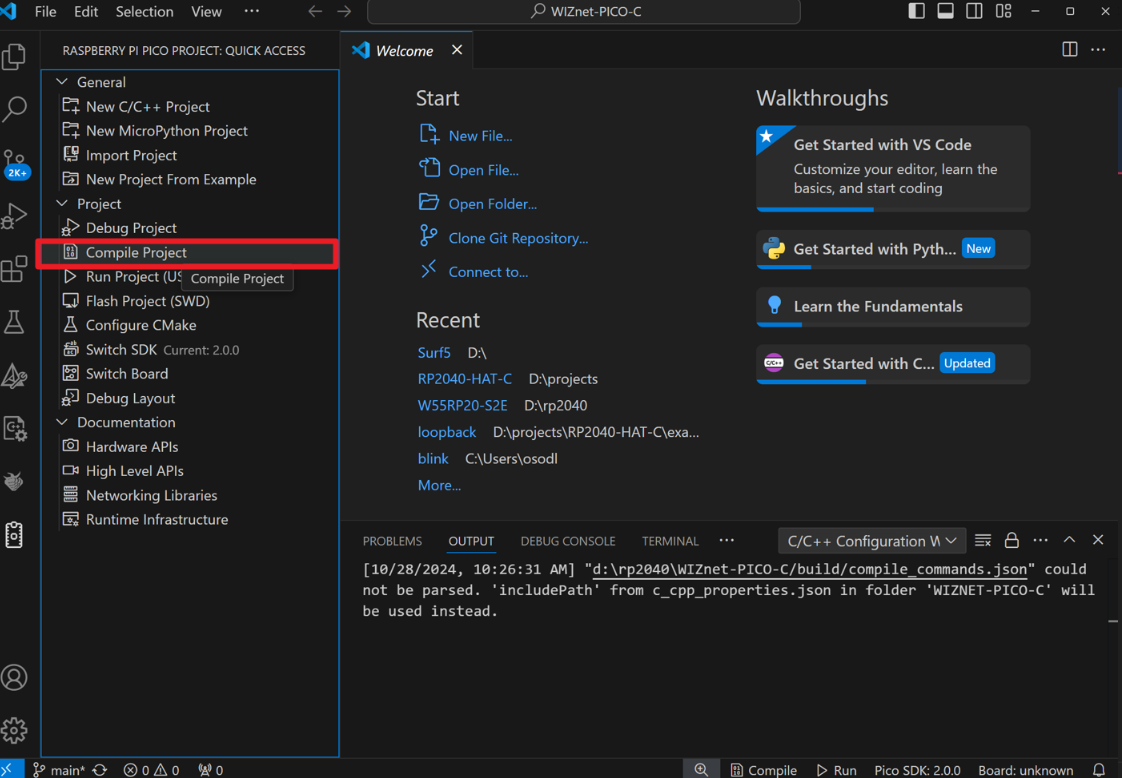 File Edit Selection View ··· WIZnet-PICO-C
RASPBERRY PI PICO PROJECT: QUICK ACCESS
General
New C/C++ Project
New MicroPython Project
Import Project
New Project From Example
Project
Debug Project
Compile Project
Run Project (US
Compile Project
Flash Project (SWD)
Configure CMake
Switch SDK Current: 2.0.0
Switch Board
Debug Layout
Documentation
Hardware APIs
High Level APIs
Networking Libraries
Runtime Infrastructure
2K+
Welcome
Start
New File...
Open File...
Open Folder...
Clone Git Repository...
Connect to...
Recent
Surf5 D:\
RP2040-HAT-C D:\projects
W55RP20-S2E D:\rp2040
loopback D:\projects\RP2040-HAT-C\exa...
blink C:\Users\osodl
More...
Walkthroughs
Get Started with VS Code
Customize your editor, learn the
basics, and start coding
Get Started with Pyth... New
Learn the Fundamentals
C/C++ Get Started with C... Updated
PROBLEMS OUTPUT DEBUG CONSOLE TERMINAL ··· C/C++ Configuration W
[10/28/2024, 10:26:31 AM] "d:\rp2040\WIZnet-PICO-C/build/compile_commands.json" could
not be parsed. 'includePath' from c_cpp_properties.json in folder 'WIZNET-PICO-C' will
be used instead.
main* 0 0 0 Compile Run Pico SDK: 2.0.0 Board: unknown